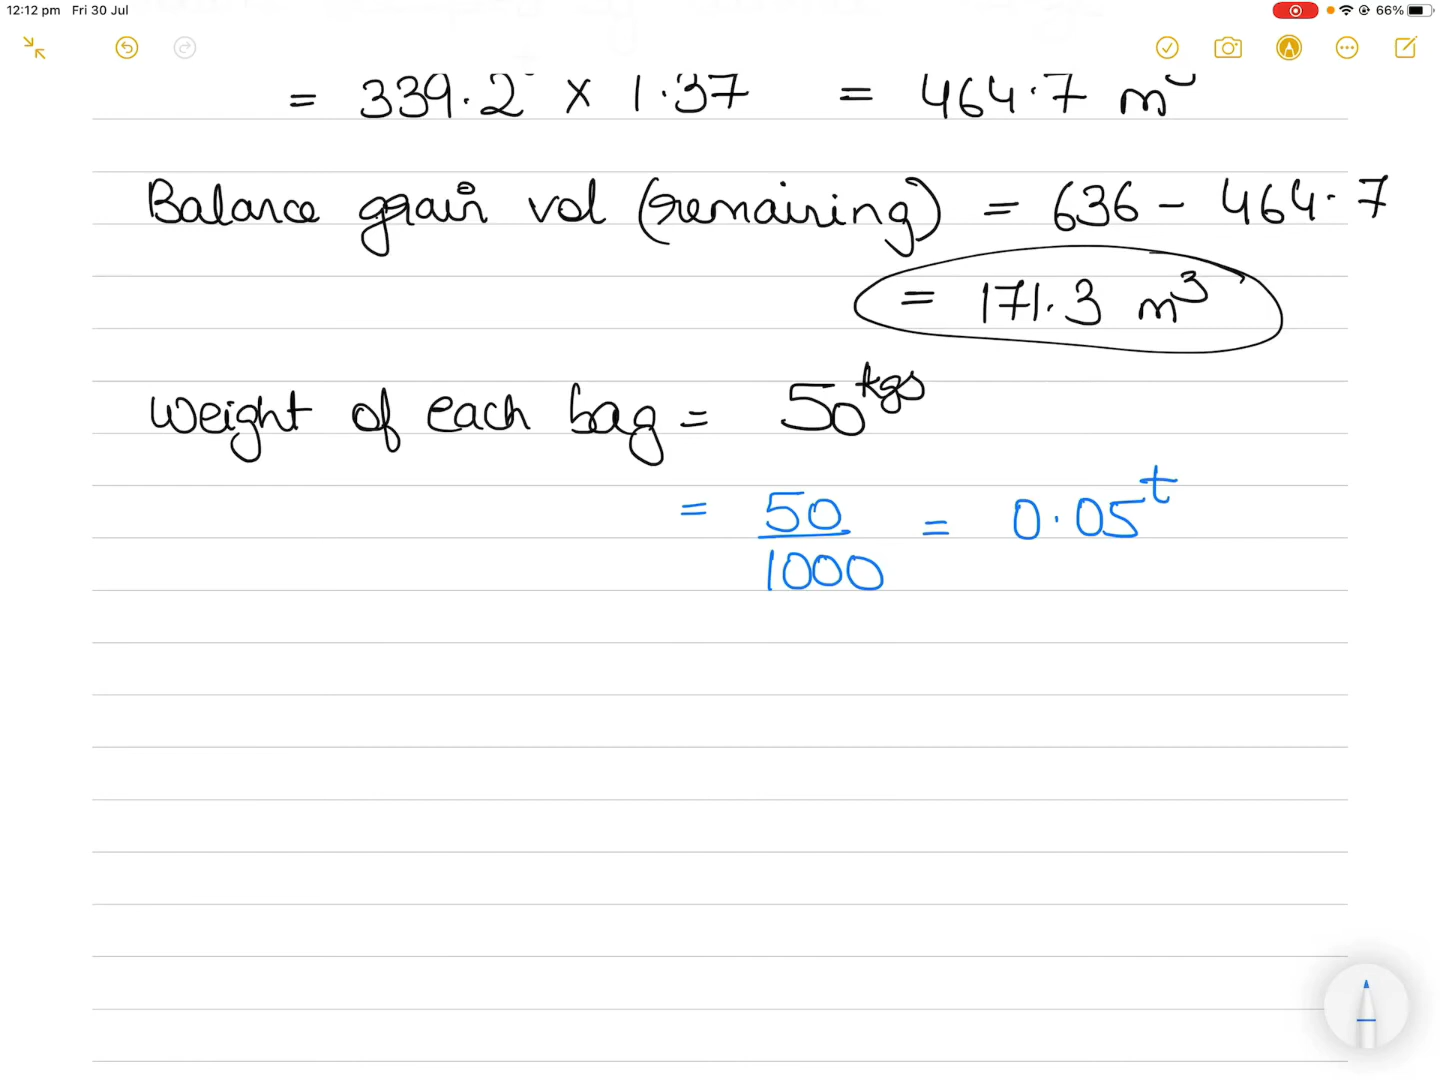 12:12 pm Fri 30 Jul 66%
= 339.2 x 1.37 = 464.7 m
Balance grain vol (remaining) = 636 - 464.7
= 171.3 m³
Weight of each bag = 50 kgs
= 50/1000 = 0.05 t